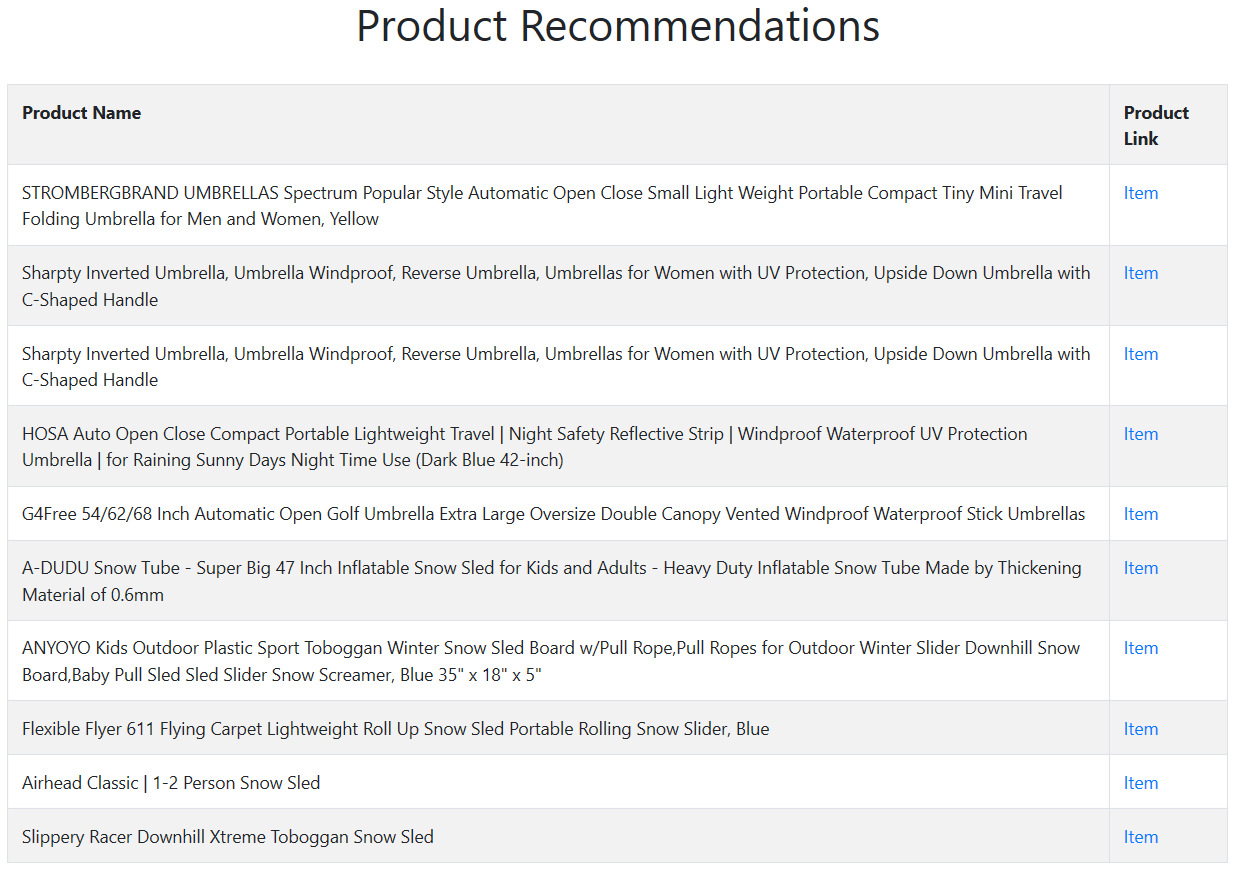 Product Recommendations
Product Name
Product
Link
STROMBERGBRAND UMBRELLAS Spectrum Popular Style Automatic Open Close Small Light Weight Portable Compact Tiny Mini Travel
Folding Umbrella for Men and Women, Yellow
Item
Sharpty Inverted Umbrella, Umbrella Windproof, Reverse Umbrella, Umbrellas for Women with UV Protection, Upside Down Umbrella with
C-Shaped Handle
Item
Sharpty Inverted Umbrella, Umbrella Windproof, Reverse Umbrella, Umbrellas for Women with UV Protection, Upside Down Umbrella with
C-Shaped Handle
Item
HOSA Auto Open Close Compact Portable Lightweight Travel | Night Safety Reflective Strip | Windproof Waterproof UV Protection
Umbrella | for Raining Sunny Days Night Time Use (Dark Blue 42-inch)
Item
G4Free 54/62/68 Inch Automatic Open Golf Umbrella Extra Large Oversize Double Canopy Vented Windproof Waterproof Stick Umbrellas
Item
A-DUDU Snow Tube - Super Big 47 Inch Inflatable Snow Sled for Kids and Adults - Heavy Duty Inflatable Snow Tube Made by Thickening
Material of 0.6mm
Item
ANYOYO Kids Outdoor Plastic Sport Toboggan Winter Snow Sled Board w/Pull Rope,Pull Ropes for Outdoor Winter Slider Downhill Snow
Board,Baby Pull Sled Sled Slider Snow Screamer, Blue 35" x 18" x 5"
Item
Flexible Flyer 611 Flying Carpet Lightweight Roll Up Snow Sled Portable Rolling Snow Slider, Blue
Item
Airhead Classic | 1-2 Person Snow Sled
Item
Slippery Racer Downhill Xtreme Toboggan Snow Sled
Item